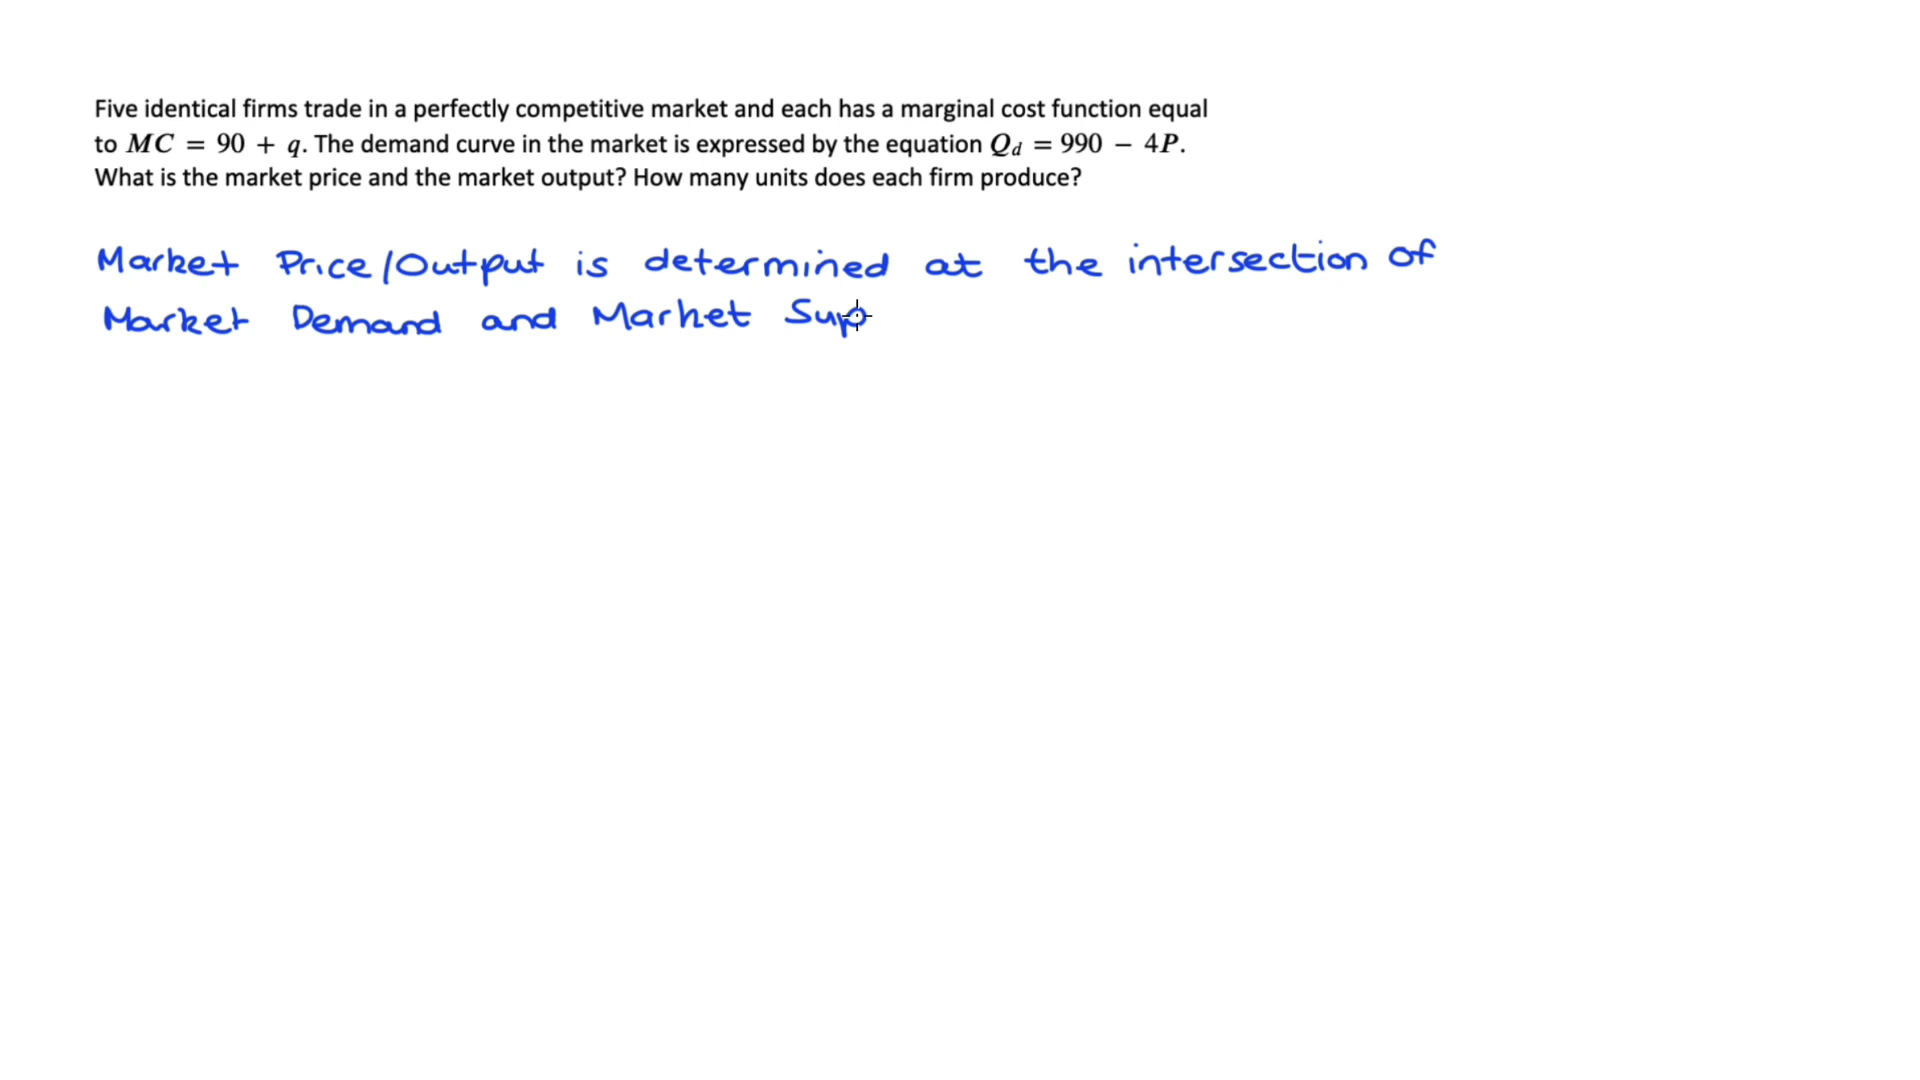 Five identical firms trade in a perfectly competitive market and each has a marginal cost function equal
to MC = 90 + q. The demand curve in the market is expressed by the equation Qd = 990 − 4P.
What is the market price and the market output? How many units does each firm produce?
Market Price/Output is determined at the intersection of
Market Demand and Market Sup